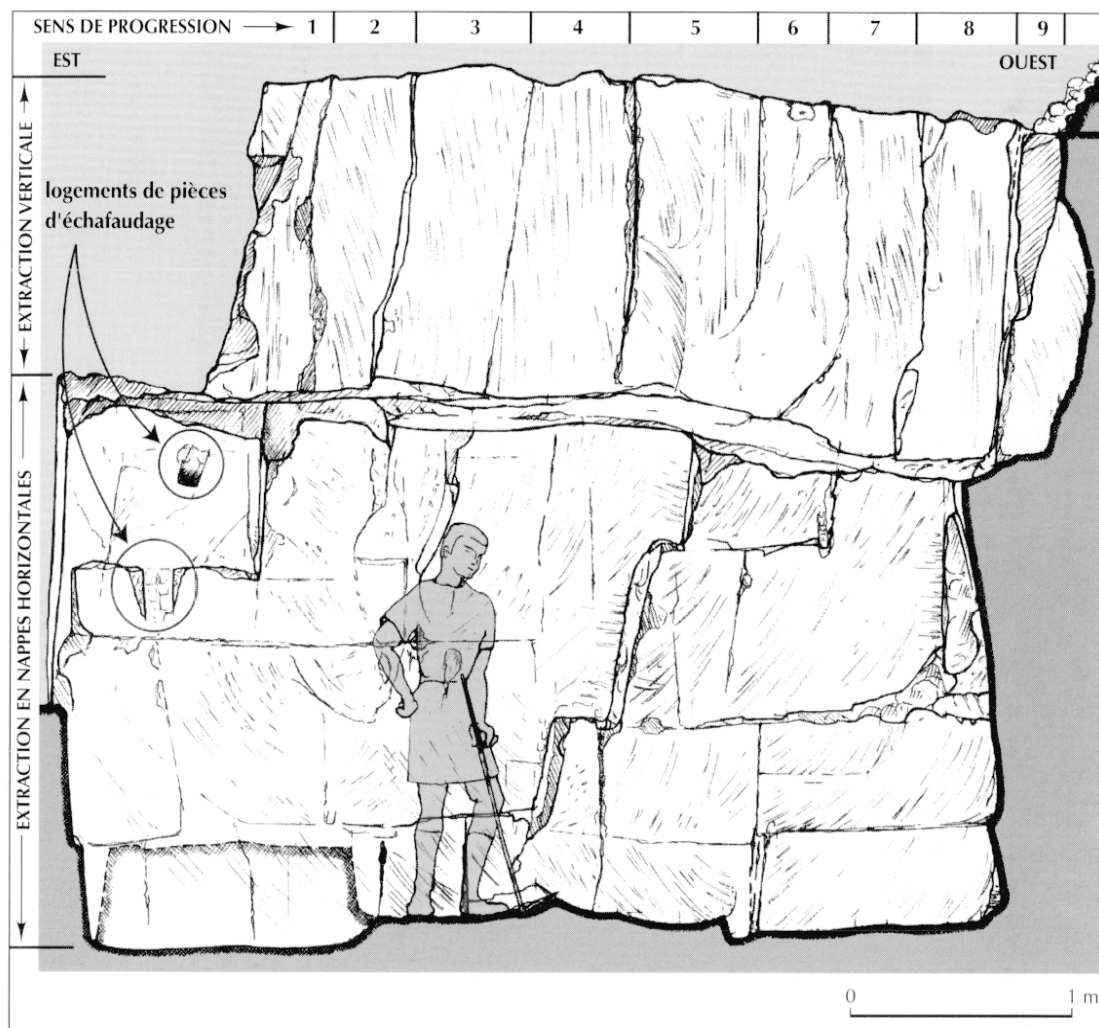 SENS DE PROGRESSION 1 2 3 4 5 6 7 8 9
EST
OUEST
EXTRACTION VERTICALE
logements de pièces
d'échafaudage
EXTRACTION EN NAPPES HORIZONTALES
0 1 m